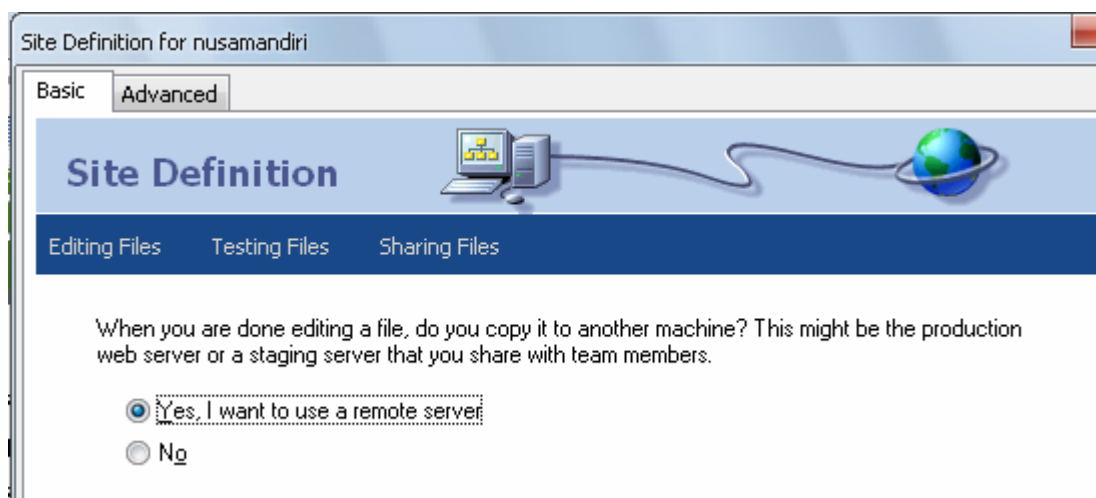 Site Definition for nusamandiri
Basic Advanced
Site Definition
Editing Files Testing Files Sharing Files
When you are done editing a file, do you copy it to another machine? This might be the production
web server or a staging server that you share with team members.
Yes, I want to use a remote server
No